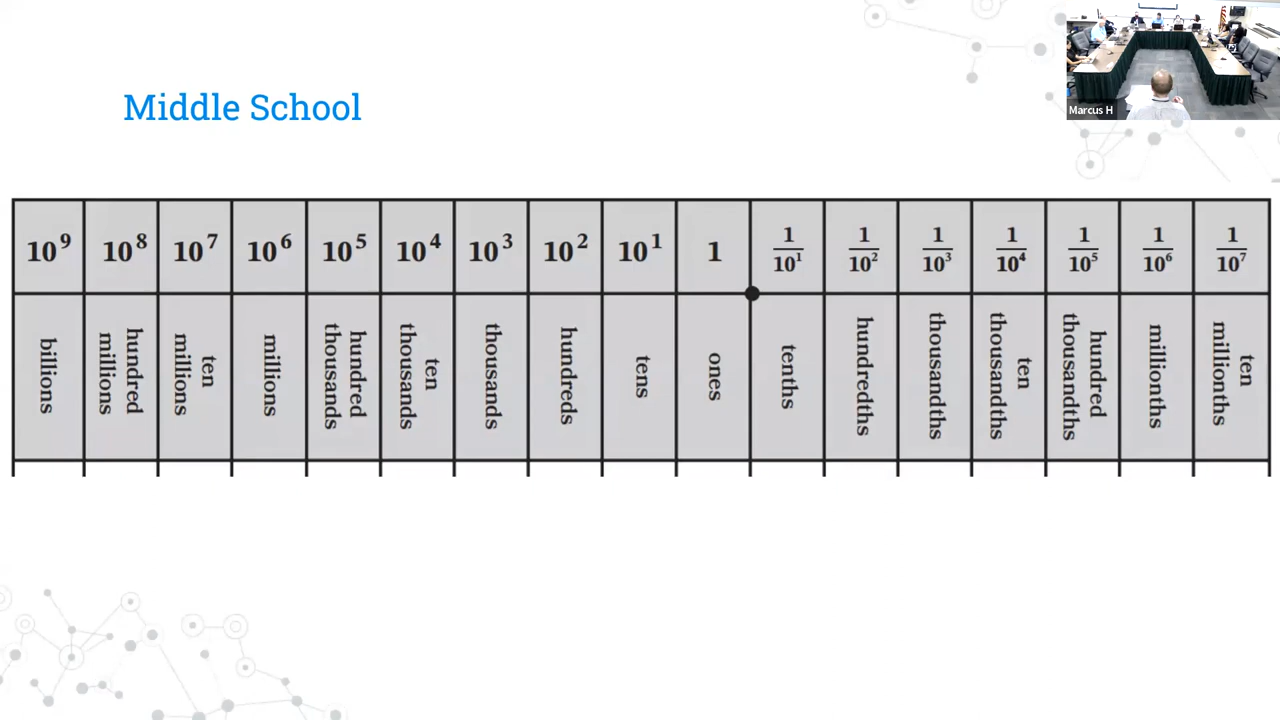 Middle School
Marcus H
10⁹ 10⁸ 10⁷ 10⁶ 10⁵ 10⁴ 10³ 10² 10¹ 1 1/10¹ 1/10² 1/10³ 1/10⁴ 1/10⁵ 1/10⁶ 1/10⁷
billions
hundred
millions
ten
millions
millions
hundred
thousands
ten
thousands
thousands
hundreds
tens
ones
tenths
hundredths
thousandths
ten
thousandths
hundred
thousandths
millionths
ten
millionths